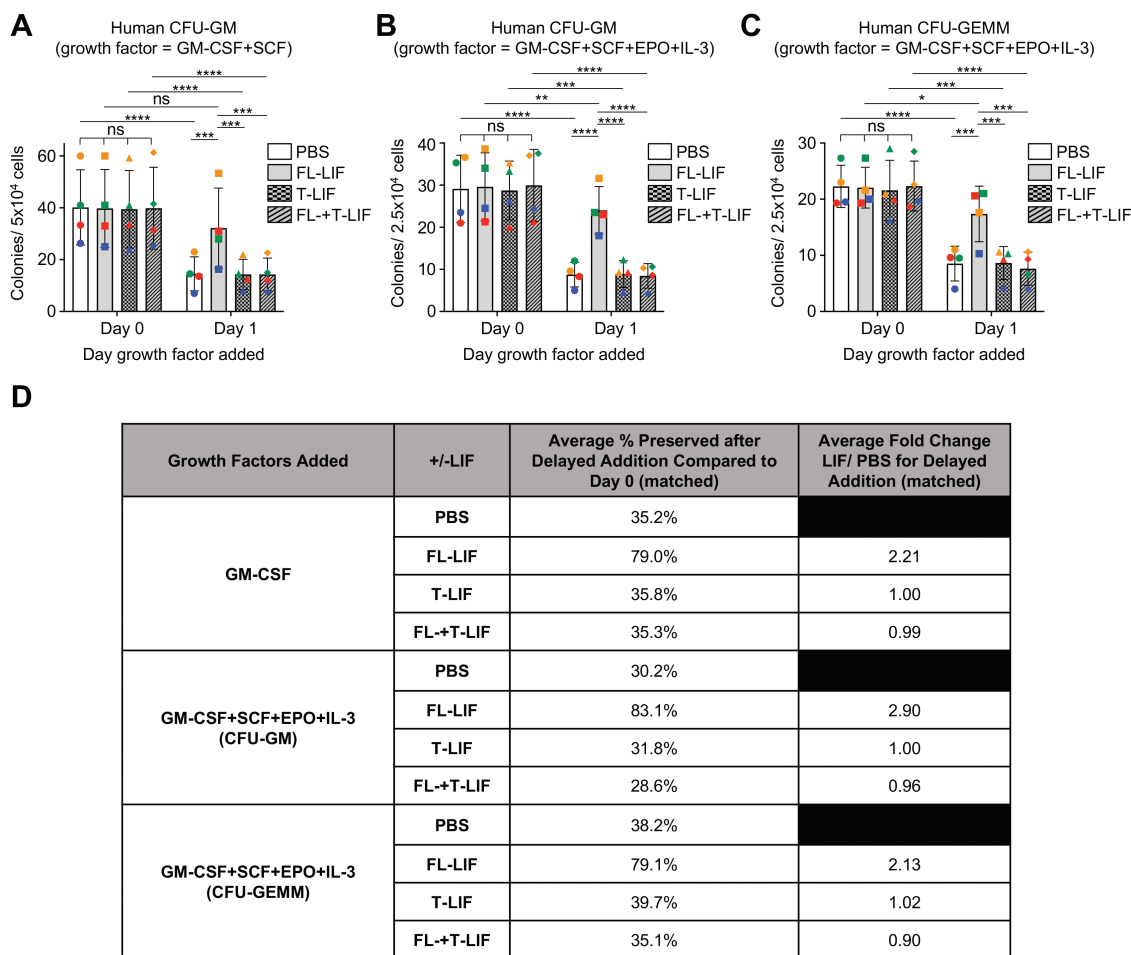 A
Human CFU-GM
(growth factor = GM-CSF+SCF)
****
****
ns
****
***
***
ns
***
60
40
20
0
Colonies/ 5x10⁴ cells
PBS
FL-LIF
T-LIF
FL-+T-LIF
Day 0
Day 1
Day growth factor added
B
Human CFU-GM
(growth factor = GM-CSF+SCF+EPO+IL-3)
****
***
**
****
****
****
ns
****
40
30
20
10
0
Colonies/ 2.5x10⁴ cells
PBS
FL-LIF
T-LIF
FL-+T-LIF
Day 0
Day 1
Day growth factor added
C
Human CFU-GEMM
(growth factor = GM-CSF+SCF+EPO+IL-3)
****
***
*
***
****
***
ns
***
30
20
10
0
Colonies/ 2.5x10⁴ cells
PBS
FL-LIF
T-LIF
FL-+T-LIF
Day 0
Day 1
Day growth factor added
D
Growth Factors Added
+/-LIF
Average % Preserved after
Delayed Addition Compared to
Day 0 (matched)
Average Fold Change
LIF/ PBS for Delayed
Addition (matched)
GM-CSF
PBS
35.2%
FL-LIF
79.0%
2.21
T-LIF
35.8%
1.00
FL-+T-LIF
35.3%
0.99
GM-CSF+SCF+EPO+IL-3
(CFU-GM)
PBS
30.2%
FL-LIF
83.1%
2.90
T-LIF
31.8%
1.00
FL-+T-LIF
28.6%
0.96
GM-CSF+SCF+EPO+IL-3
(CFU-GEMM)
PBS
38.2%
FL-LIF
79.1%
2.13
T-LIF
39.7%
1.02
FL-+T-LIF
35.1%
0.90